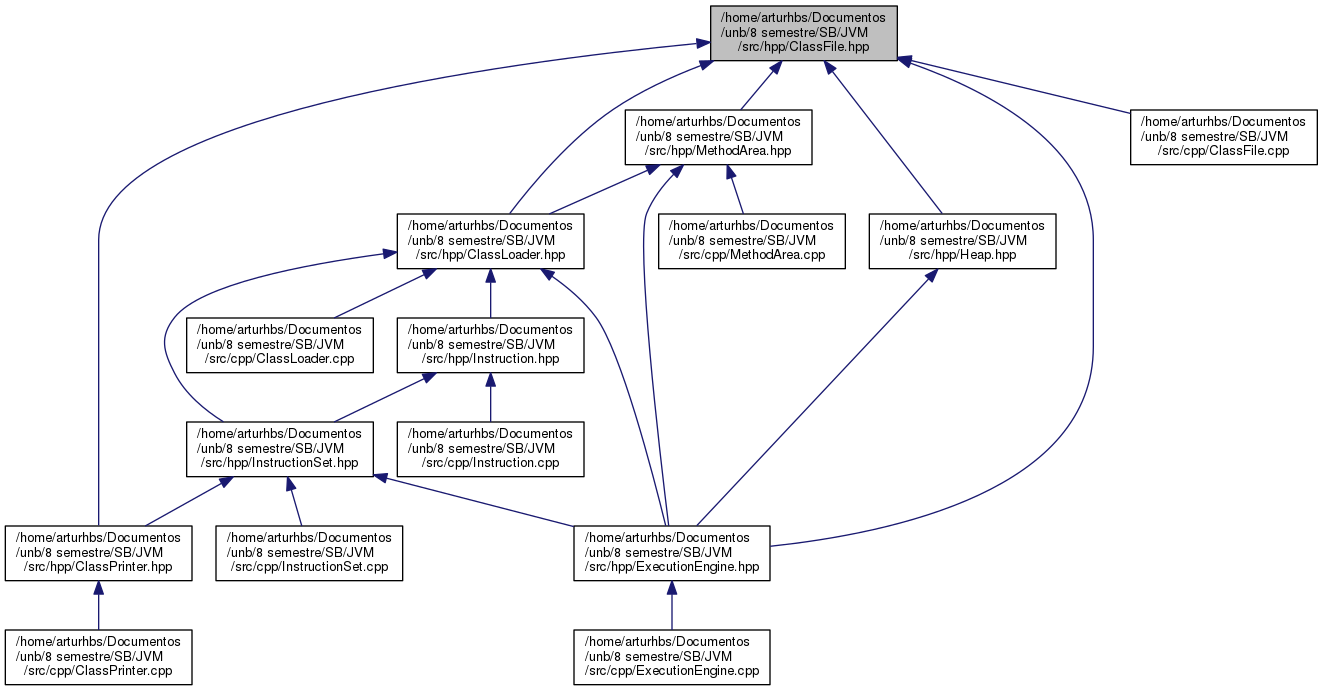 /home/arturhbs/Documentos
/unb/8 semestre/SB/JVM
/src/hpp/ClassFile.hpp
/home/arturhbs/Documentos
/unb/8 semestre/SB/JVM
/src/hpp/MethodArea.hpp
/home/arturhbs/Documentos
/unb/8 semestre/SB/JVM
/src/cpp/ClassFile.cpp
/home/arturhbs/Documentos
/unb/8 semestre/SB/JVM
/src/hpp/ClassLoader.hpp
/home/arturhbs/Documentos
/unb/8 semestre/SB/JVM
/src/cpp/MethodArea.cpp
/home/arturhbs/Documentos
/unb/8 semestre/SB/JVM
/src/hpp/Heap.hpp
/home/arturhbs/Documentos
/unb/8 semestre/SB/JVM
/src/cpp/ClassLoader.cpp
/home/arturhbs/Documentos
/unb/8 semestre/SB/JVM
/src/hpp/Instruction.hpp
/home/arturhbs/Documentos
/unb/8 semestre/SB/JVM
/src/hpp/InstructionSet.hpp
/home/arturhbs/Documentos
/unb/8 semestre/SB/JVM
/src/cpp/Instruction.cpp
/home/arturhbs/Documentos
/unb/8 semestre/SB/JVM
/src/hpp/ClassPrinter.hpp
/home/arturhbs/Documentos
/unb/8 semestre/SB/JVM
/src/cpp/InstructionSet.cpp
/home/arturhbs/Documentos
/unb/8 semestre/SB/JVM
/src/hpp/ExecutionEngine.hpp
/home/arturhbs/Documentos
/unb/8 semestre/SB/JVM
/src/cpp/ClassPrinter.cpp
/home/arturhbs/Documentos
/unb/8 semestre/SB/JVM
/src/cpp/ExecutionEngine.cpp